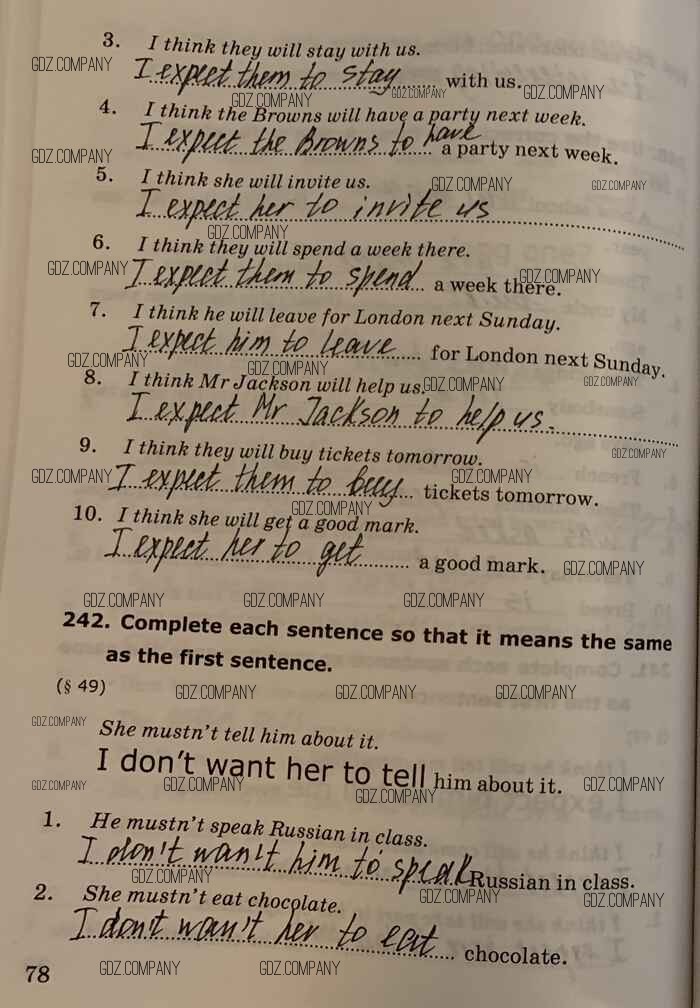 3. I think they will stay with us.
GDZ.COMPANY
I expect them to stay with us.
GDZ.COMPANY GDZ.COMPANY GDZ.COMPANY
4. I think the Browns will have a party next week.
I expect the Browns to have a party next week.
GDZ.COMPANY
5. I think she will invite us.
GDZ.COMPANY GDZ.COMPANY
I expect her to invite us
GDZ.COMPANY
6. I think they will spend a week there.
GDZ.COMPANY GDZ.COMPANY
I expect them to spend a week there.
7. I think he will leave for London next Sunday.
I expect him to leave for London next Sunday.
GDZ.COMPANY GDZ.COMPANY
8. I think Mr Jackson will help us.
GDZ.COMPANY GDZ.COMPANY
I expect Mr Jackson to help us.
9. I think they will buy tickets tomorrow.
GDZ.COMPANY
I expect them to buy tickets tomorrow.
GDZ.COMPANY GDZ.COMPANY
GDZ.COMPANY
10. I think she will get a good mark.
I expect her to get a good mark.
GDZ.COMPANY
GDZ.COMPANY GDZ.COMPANY GDZ.COMPANY
242. Complete each sentence so that it means the same
as the first sentence.
(§ 49)
GDZ.COMPANY GDZ.COMPANY GDZ.COMPANY
GDZ.COMPANY
She mustn't tell him about it.
I don't want her to tell him about it.
GDZ.COMPANY GDZ.COMPANY GDZ.COMPANY GDZ.COMPANY
1. He mustn't speak Russian in class.
I don't wan't him to speak Russian in class.
GDZ.COMPANY
2. She mustn't eat chocolate.
GDZ.COMPANY GDZ.COMPANY
I don't wan't her to eat chocolate.
78
GDZ.COMPANY GDZ.COMPANY